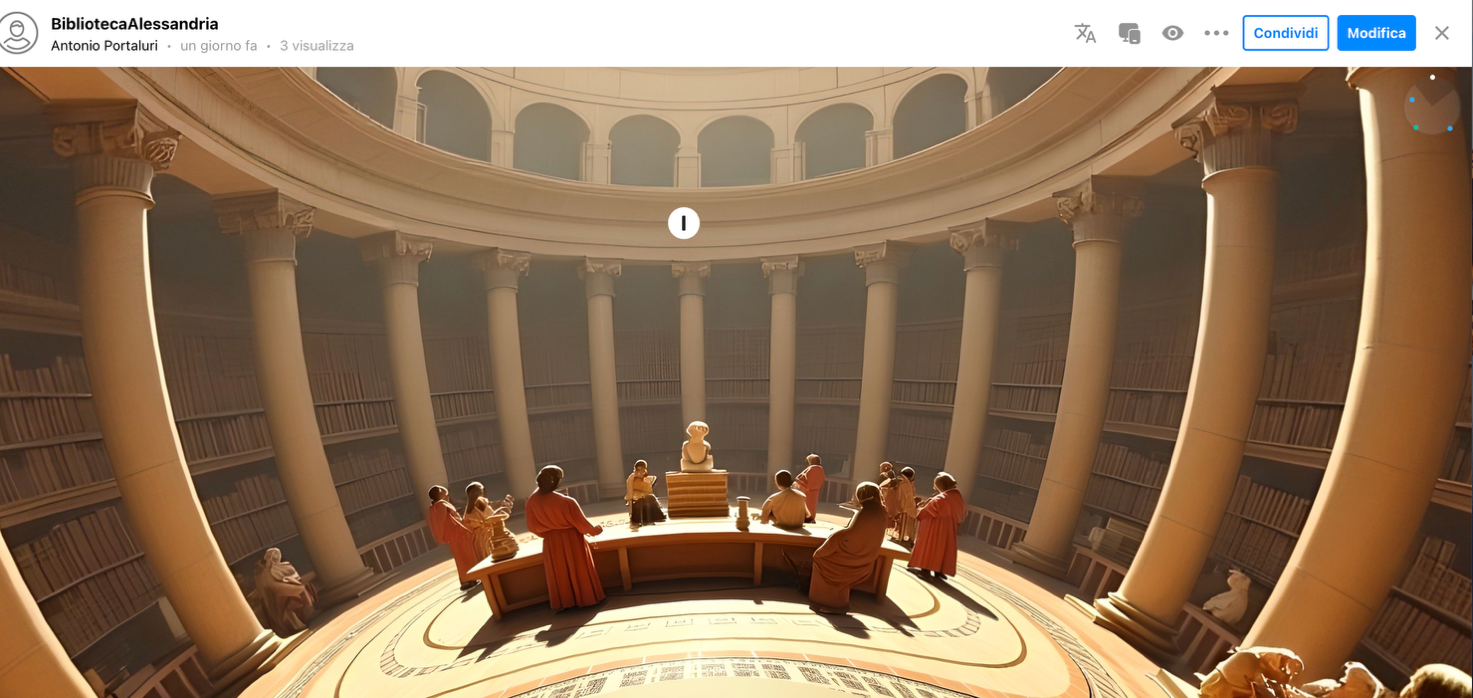 BibliotecaAlessandria
Antonio Portaluri • un giorno fa • 3 visualizza
Condividi
Modifica
I